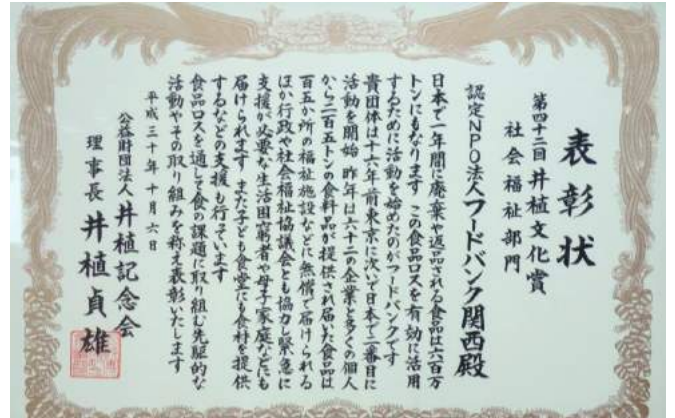 表彰状
第四十二回 井植文化賞
社会福祉部門
認定NPO法人フードバンク関西殿
日本で一年間に廃棄や返品される食品は六百万
トンにもなります この食品ロスを有効に活用
するために活動を始めたのがフードバンクです
貴団体は十六年前東京に次いで日本で二番目に
活動を開始 昨年は六十二の企業と多くの個人
から二百五トンの食料品が提供され届いた食品は
百五か所の福祉施設などに無償で届けられる
ほか行政や社会福祉協議会とも協力し緊急に
支援が必要な生活困窮者や母子家庭などにも
届けられます また子ども食堂にも食材を提供
するなどの支援も行っています
食品ロスを通して食の課題に取り組む先駆的な
活動やその取り組みを称え表彰いたします
平成三十年十月六日
公益財団法人 井植記念会
理事長 井植貞雄